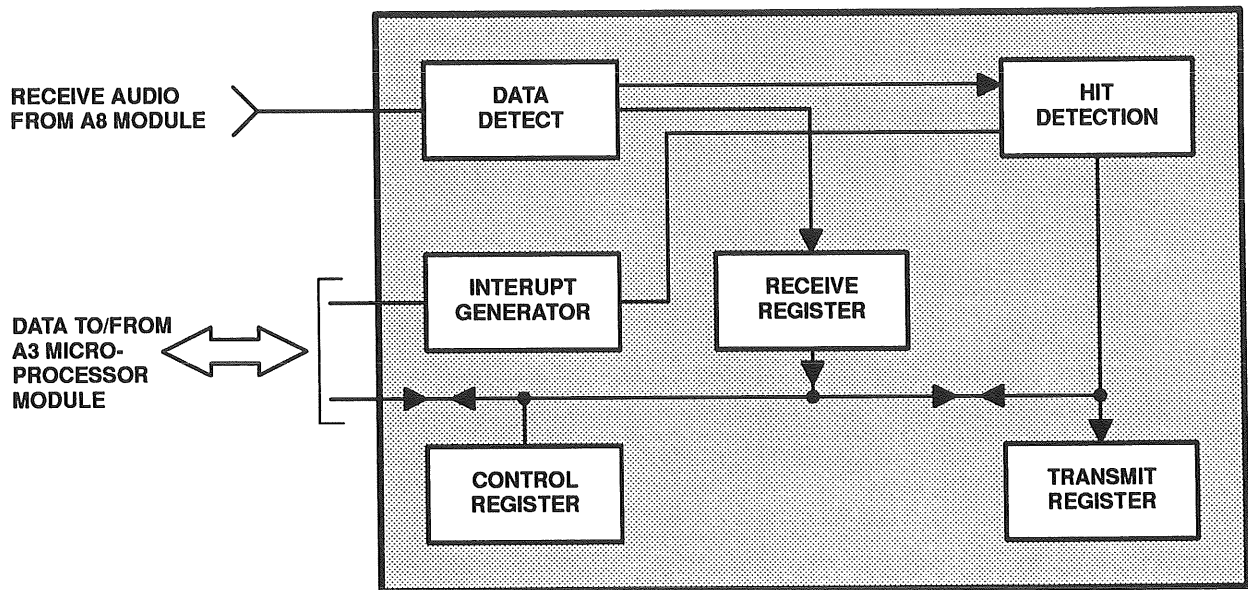 RECEIVE AUDIO
FROM A8 MODULE
DATA
DETECT
HIT
DETECTION
INTERUPT
GENERATOR
RECEIVE
REGISTER
DATA TO/FROM
A3 MICRO-
PROCESSOR
MODULE
CONTROL
REGISTER
TRANSMIT
REGISTER